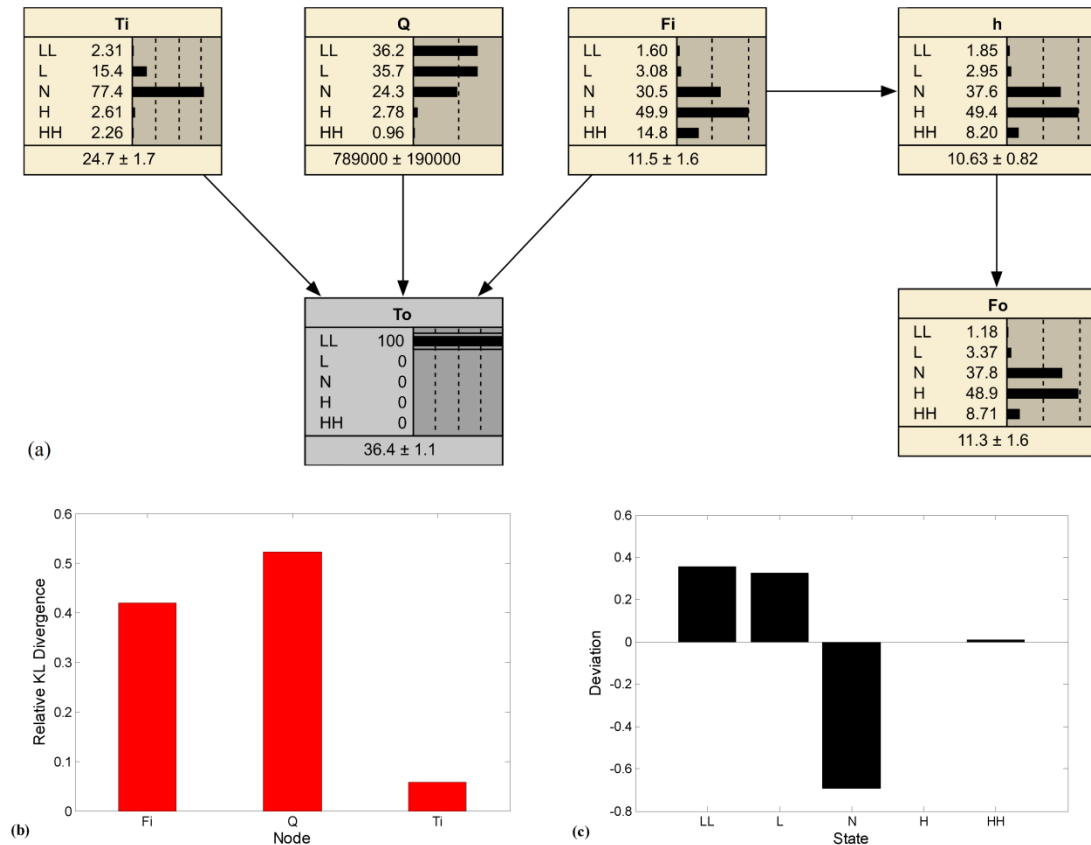 Ti
LL 2.31
L 15.4
N 77.4
H 2.61
HH 2.26
24.7 ± 1.7
Q
LL 36.2
L 35.7
N 24.3
H 2.78
HH 0.96
789000 ± 190000
Fi
LL 1.60
L 3.08
N 30.5
H 49.9
HH 14.8
11.5 ± 1.6
h
LL 1.85
L 2.95
N 37.6
H 49.4
HH 8.20
10.63 ± 0.82
To
LL 100
L 0
N 0
H 0
HH 0
36.4 ± 1.1
Fo
LL 1.18
L 3.37
N 37.8
H 48.9
HH 8.71
11.3 ± 1.6
(a)
0.6
0.5
0.4
0.3
0.2
0.1
0
Relative KL Divergence
Fi Q Ti
Node
(b)
0.6
0.4
0.2
0
-0.2
-0.4
-0.6
-0.8
Deviation
LL L N H HH
State
(c)